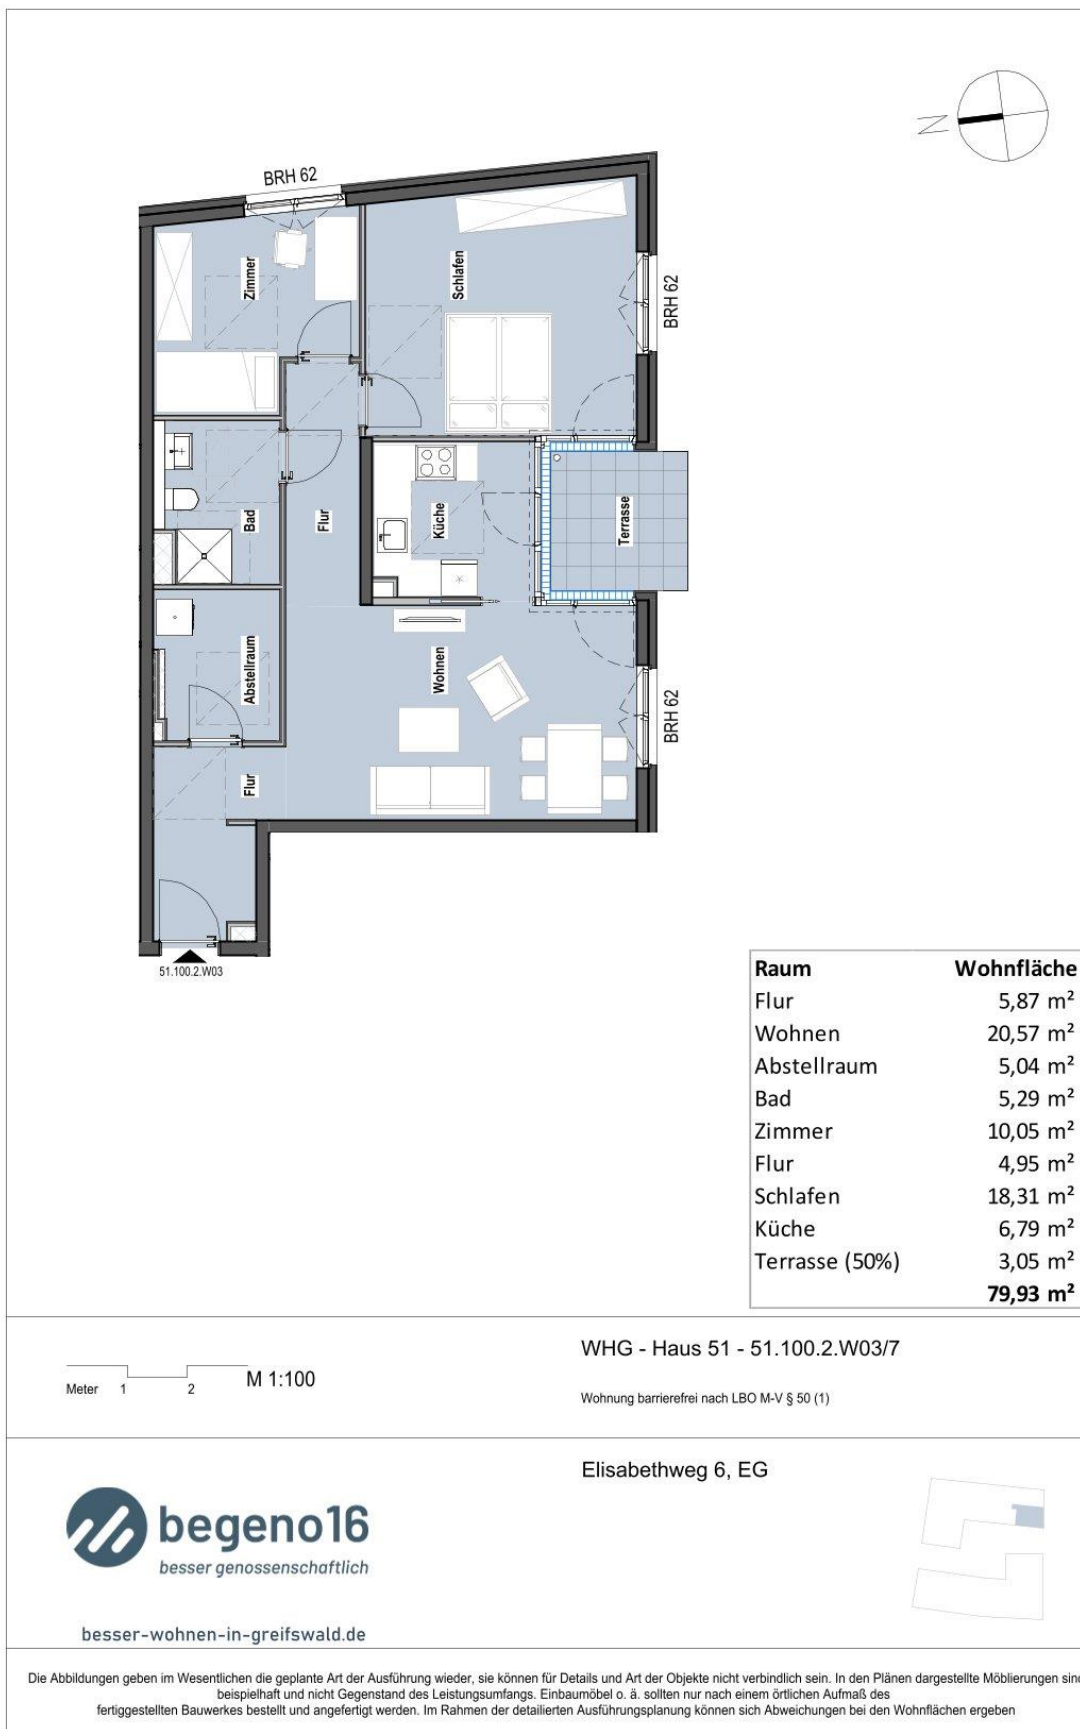 N
BRH 62
Zimmer
Schlafen
BRH 62
Bad
Flur
Küche
Terrasse
Abstellraum
Wohnen
BRH 62
Flur
51.100.2.W03
Raum Wohnfläche
Flur 5,87 m²
Wohnen 20,57 m²
Abstellraum 5,04 m²
Bad 5,29 m²
Zimmer 10,05 m²
Flur 4,95 m²
Schlafen 18,31 m²
Küche 6,79 m²
Terrasse (50%) 3,05 m²
79,93 m²
Meter 1 2 M 1:100
WHG - Haus 51 - 51.100.2.W03/7
Wohnung barrierefrei nach LBO M-V § 50 (1)
Elisabethweg 6, EG
begeno16
besser genossenschaftlich
besser-wohnen-in-greifswald.de
Die Abbildungen geben im Wesentlichen die geplante Art der Ausführung wieder, sie können für Details und Art der Objekte nicht verbindlich sein. In den Plänen dargestellte Möblierungen sind
beispielhaft und nicht Gegenstand des Leistungsumfangs. Einbaumöbel o. ä. sollten nur nach einem örtlichen Aufmaß des
fertiggestellten Bauwerkes bestellt und angefertigt werden. Im Rahmen der detailierten Ausführungsplanung können sich Abweichungen bei den Wohnflächen ergeben